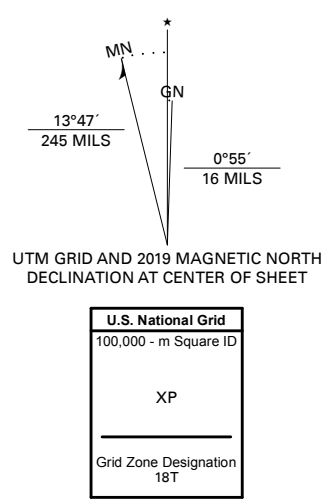 ★
MN
GN
13°47´
245 MILS
0°55´
16 MILS
UTM GRID AND 2019 MAGNETIC NORTH
DECLINATION AT CENTER OF SHEET
U.S. National Grid
100,000 - m Square ID
XP
Grid Zone Designation
18T